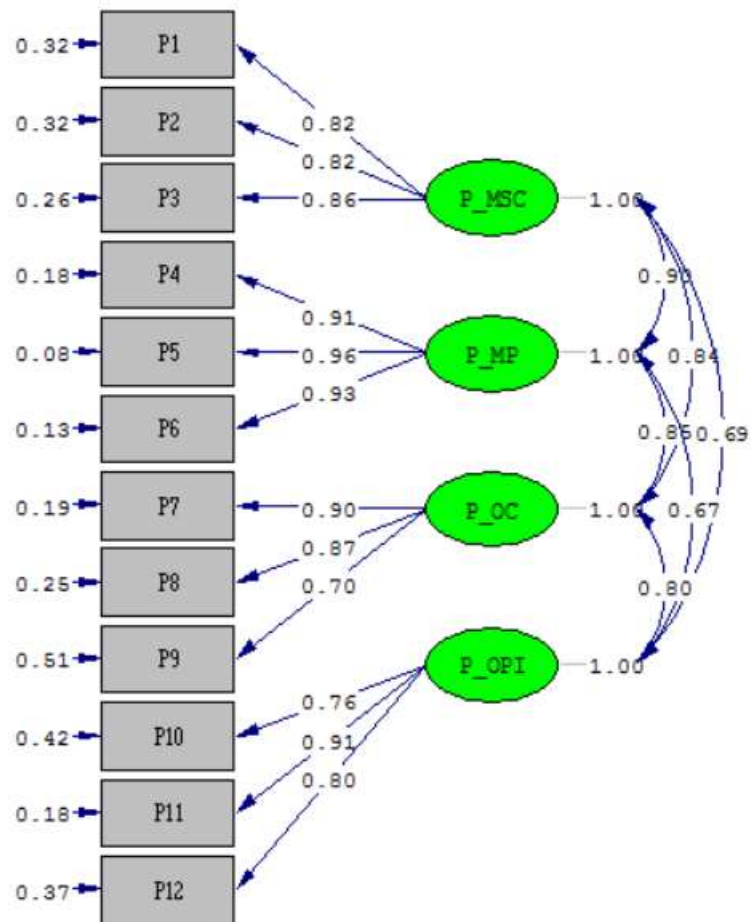 0.32 P1
0.82
0.32 P2
0.82
0.26 P3 0.86 P_MSC 1.00
0.18 P4 0.90
0.91
0.08 P5 0.96 P_MP 1.00 0.84
0.93
0.13 P6 0.85 0.69
0.19 P7 0.90 P_OC 1.00 0.67
0.87
0.25 P8 0.70 0.80
0.51 P9 P_OPI 1.00
0.76
0.42 P10 0.91
0.80
0.18 P11
0.37 P12